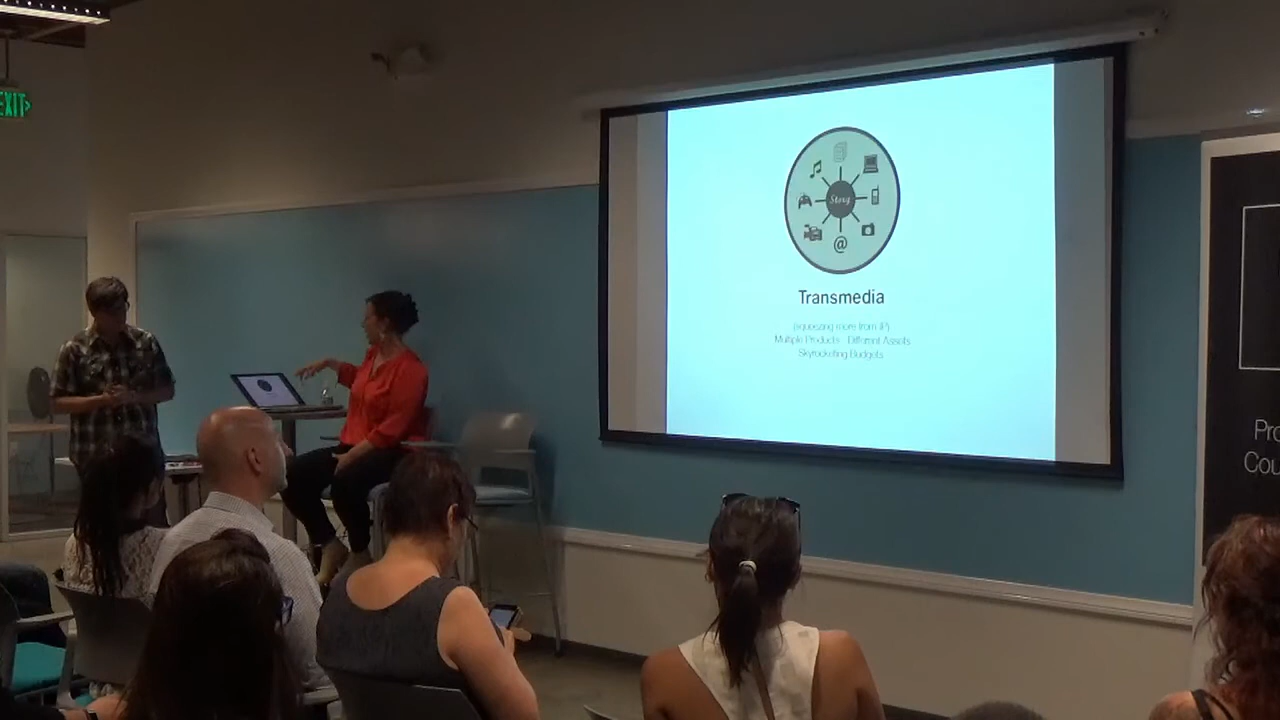 EXIT
Story
@
Transmedia
(squeezing more from IP)
Multiple Products Different Assets
Skyrocketing Budgets
Pro
Cou